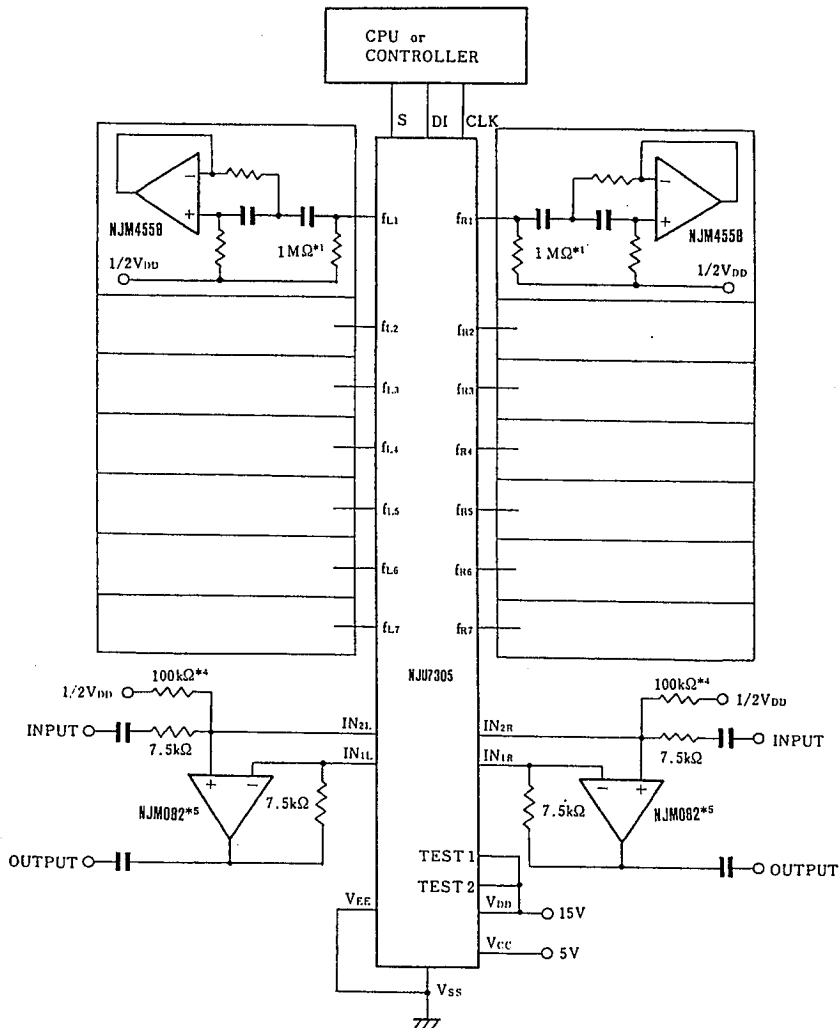 CPU or
CONTROLLER
S DI CLK
NJM4558
fL1
1MΩ*1
1/2VDD
fR1
NJM4558
1MΩ*1
1/2VDD
fL2
fR2
fL3
fR3
fL4
fR4
fL5
fR5
fL6
fR6
fL7
fR7
NJU7305
100kΩ*4
1/2VDD
INPUT
7.5kΩ
IN2L
IN1L
NJM082*5
7.5kΩ
OUTPUT
100kΩ*4
1/2VDD
IN2R
INPUT
7.5kΩ
IN1R
7.5kΩ
NJM082*5
OUTPUT
TEST 1
TEST 2
VEE
VDD
15V
VCC
5V
VSS